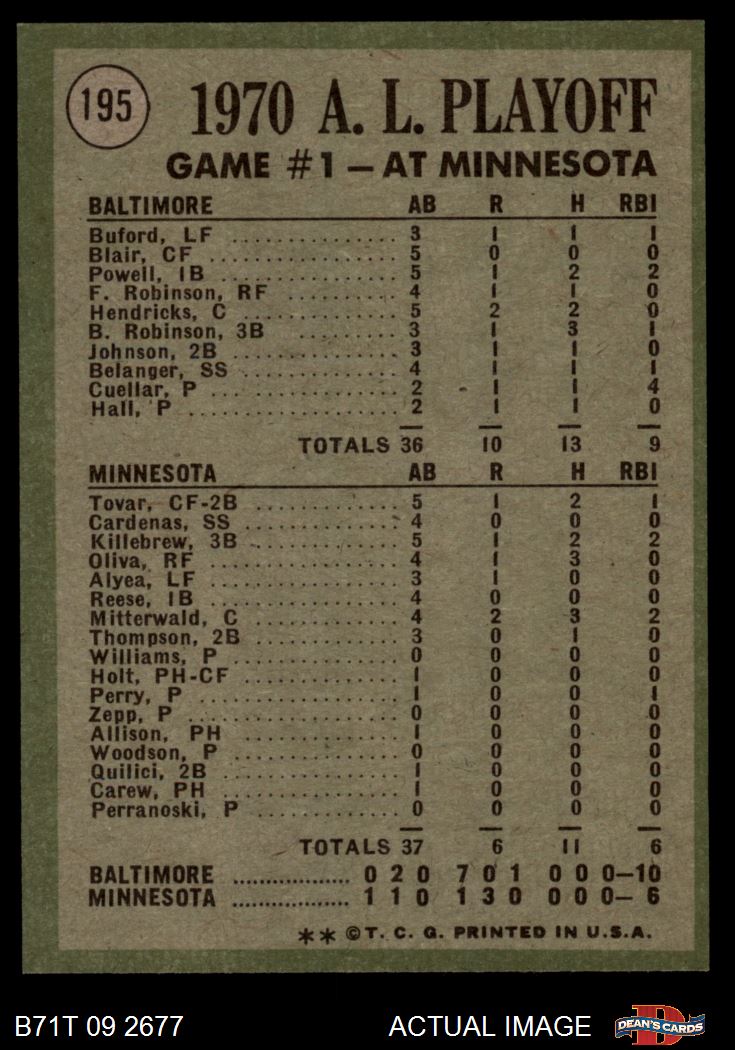 195
1970 A. L. PLAYOFF
GAME #1 – AT MINNESOTA
BALTIMORE AB R H RBI
Buford, LF .............. 3 1 1 1
Blair, CF ............... 5 0 0 0
Powell, 1B .............. 5 1 2 2
F. Robinson, RF ......... 4 1 1 0
Hendricks, C ............ 5 2 2 0
B. Robinson, 3B ........ 3 1 3 1
Johnson, 2B ............. 3 1 1 0
Belanger, SS ............ 4 1 1 1
Cuellar, P .............. 2 1 1 4
Hall, P ................. 2 1 1 0
TOTALS 36 10 13 9
MINNESOTA AB R H RBI
Tovar, CF-2B ............ 5 1 2 1
Cardenas, SS ............ 4 0 0 0
Killebrew, 3B ........... 5 1 2 2
Oliva, RF ............... 4 1 3 0
Alyea, LF ............... 3 1 0 0
Reese, 1B ............... 4 0 0 0
Mitterwald, C ........... 4 2 3 2
Thompson, 2B ............ 3 0 1 0
Williams, P ............. 0 0 0 0
Holt, PH-CF ............. 1 0 0 0
Perry, P ................ 1 0 0 1
Zepp, P ................. 0 0 0 0
Allison, PH ............. 1 0 0 0
Woodson, P .............. 0 0 0 0
Quilici, 2B ............. 1 0 0 0
Carew, PH ............... 1 0 0 0
Perranoski, P ........... 0 0 0 0
TOTALS 37 6 11 6
BALTIMORE .................. 0 2 0 7 0 1 0 0 0–10
MINNESOTA .................. 1 1 0 1 3 0 0 0 0– 6
** © T. C. G. PRINTED IN U.S.A.
B71T 09 2677 ACTUAL IMAGE D DEAN'S CARDS